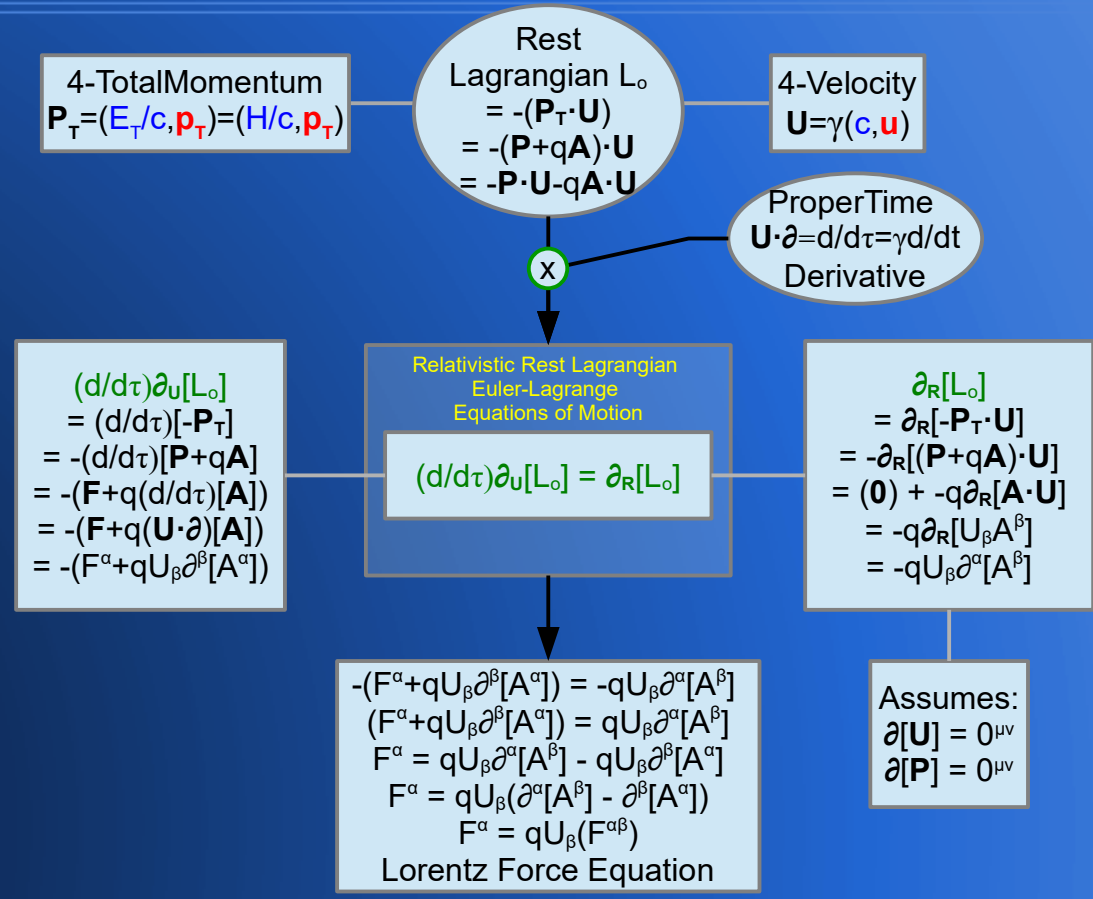 4-TotalMomentum
P_T=(E_T/c,p_T)=(H/c,p_T)
Rest
Lagrangian Lₒ
= -(P_T·U)
= -(P+qA)·U
= -P·U-qA·U
4-Velocity
U=γ(c,u)
ProperTime
U·∂=d/dτ=γd/dt
Derivative
x
(d/dτ)∂_U[Lₒ]
= (d/dτ)[-P_T]
= -(d/dτ)[P+qA]
= -(F+q(d/dτ)[A])
= -(F+q(U·∂)[A])
= -(F^α+qU_β∂^β[A^α])
Relativistic Rest Lagrangian
Euler-Lagrange
Equations of Motion
(d/dτ)∂_U[Lₒ] = ∂_R[Lₒ]
∂_R[Lₒ]
= ∂_R[-P_T·U]
= -∂_R[(P+qA)·U]
= (0) + -q∂_R[A·U]
= -q∂_R[U_βA^β]
= -qU_β∂^α[A^β]
-(F^α+qU_β∂^β[A^α]) = -qU_β∂^α[A^β]
(F^α+qU_β∂^β[A^α]) = qU_β∂^α[A^β]
F^α = qU_β∂^α[A^β] - qU_β∂^β[A^α]
F^α = qU_β(∂^α[A^β] - ∂^β[A^α])
F^α = qU_β(F^αβ)
Lorentz Force Equation
Assumes:
∂[U] = 0^μν
∂[P] = 0^μν